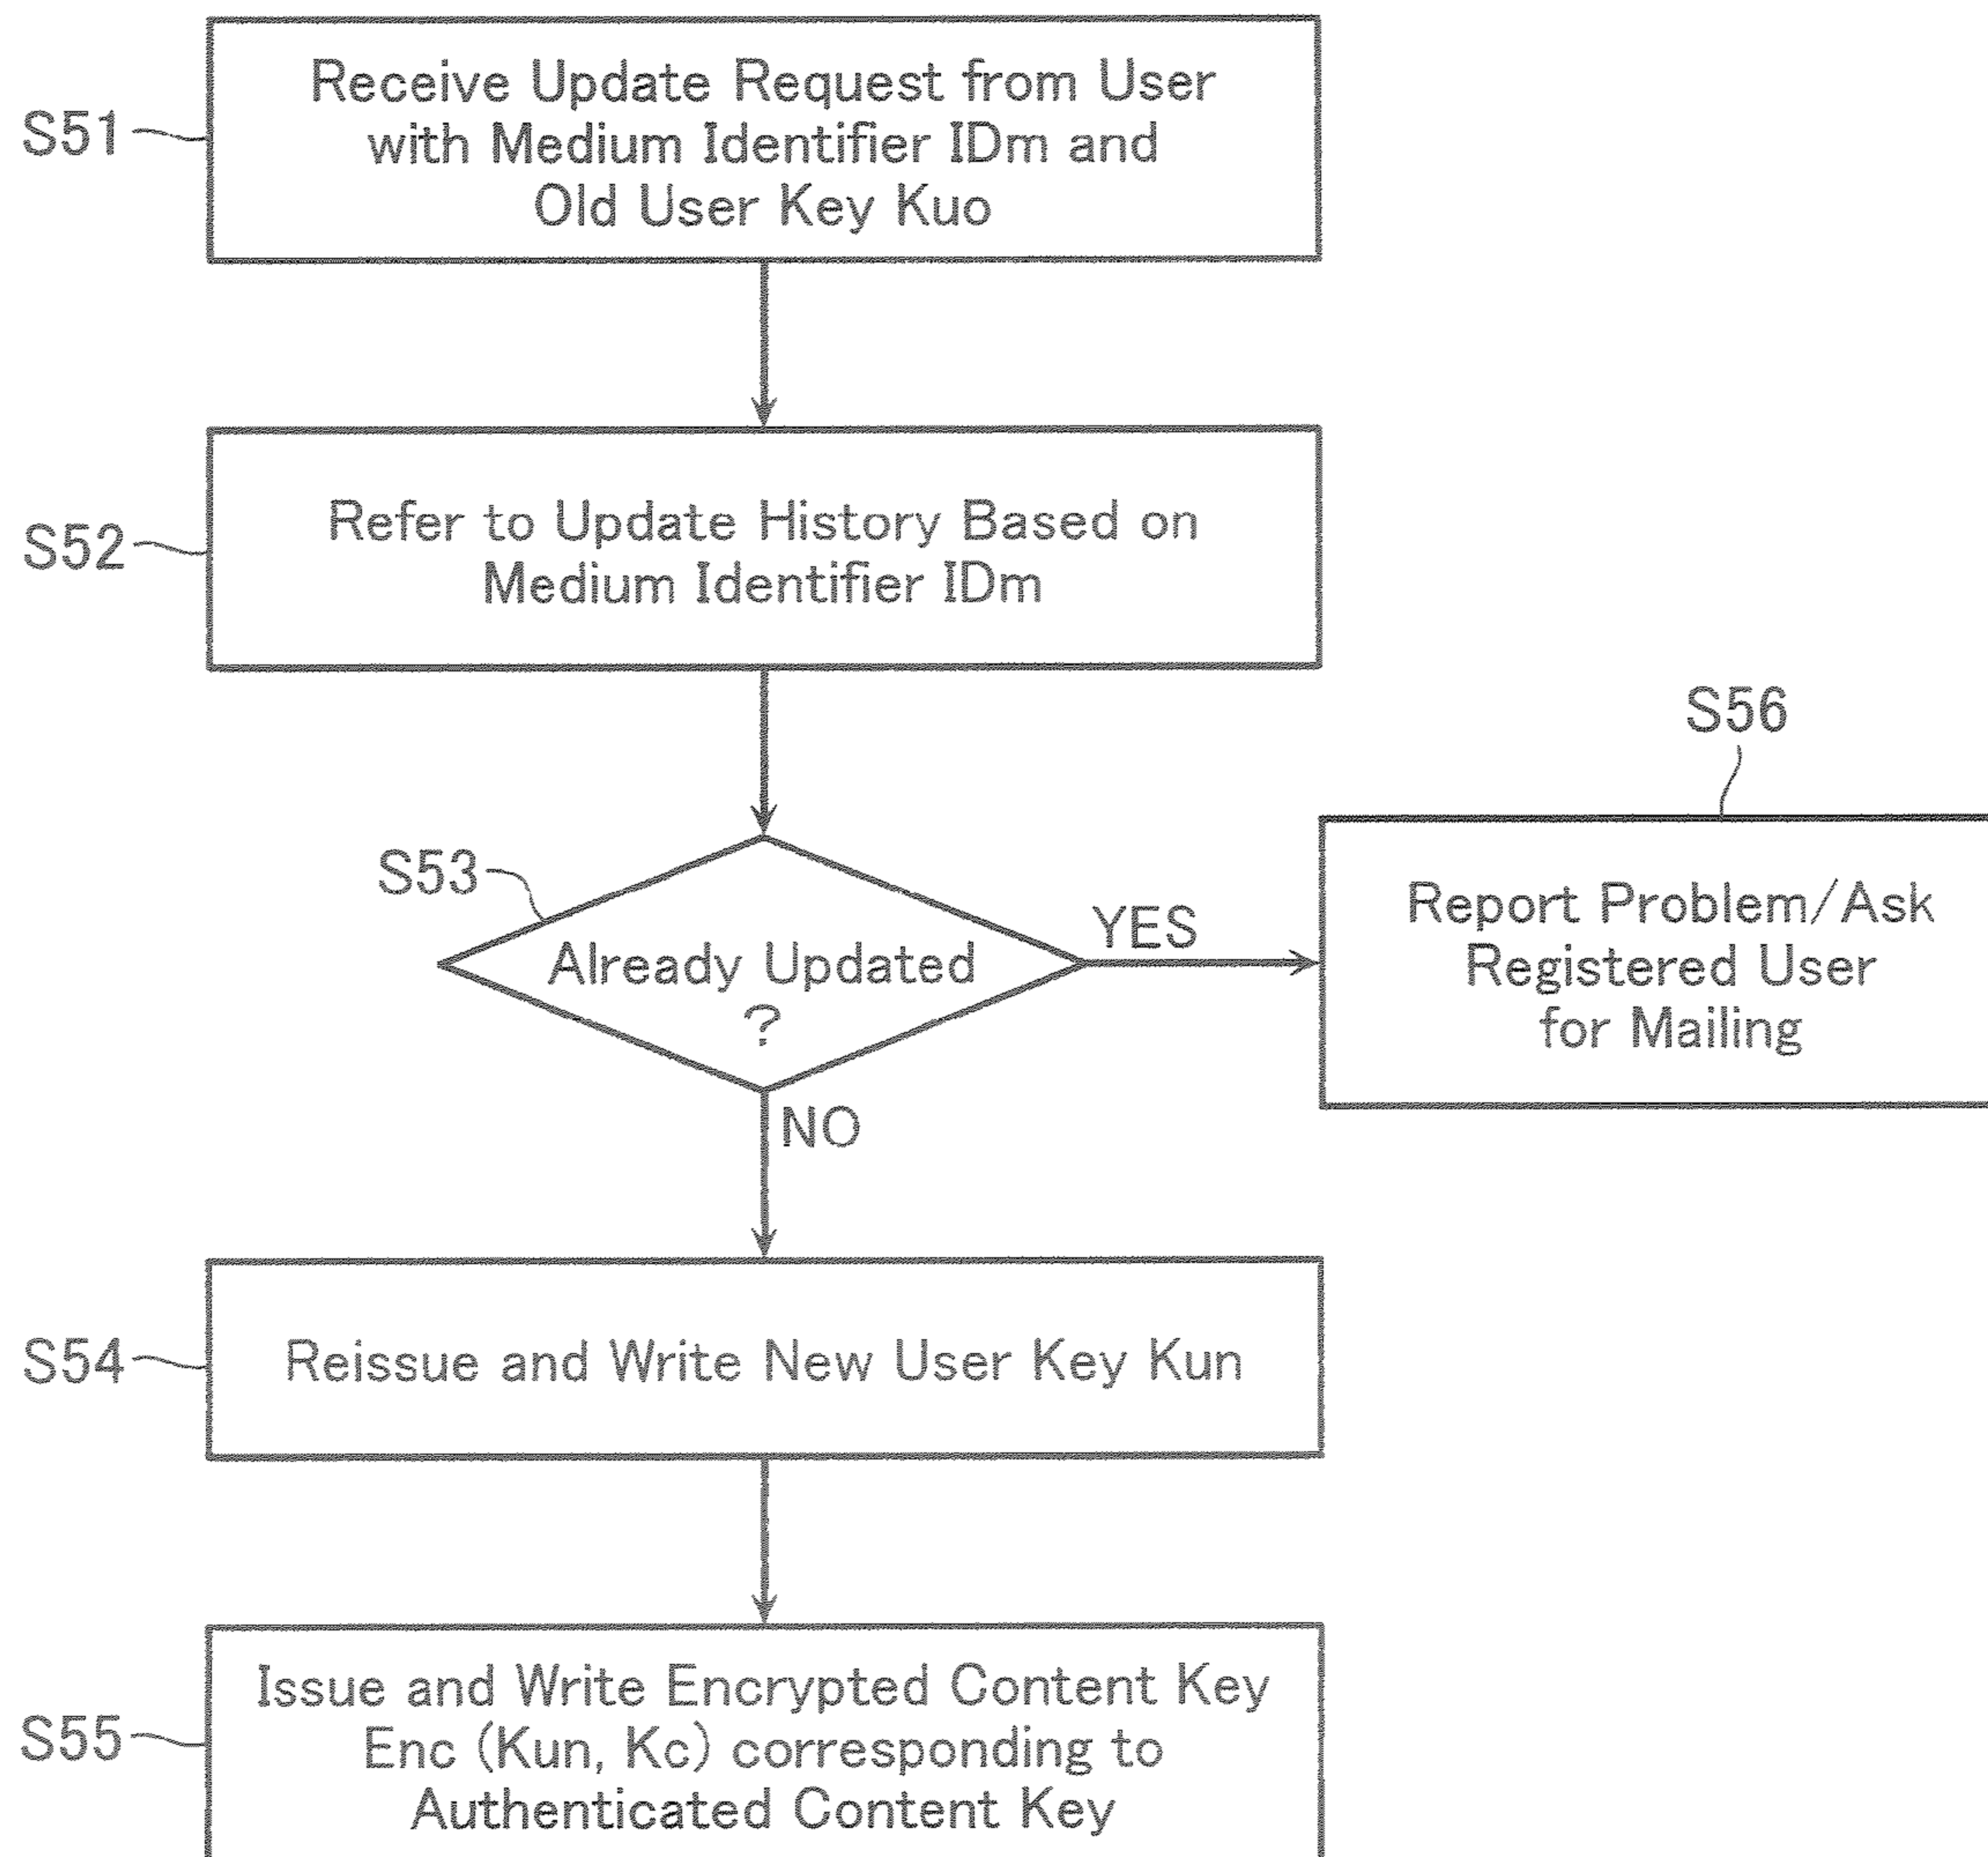 S51
Receive Update Request from User
with Medium Identifier IDm and
Old User Key Kuo
S52
Refer to Update History Based on
Medium Identifier IDm
S53
Already Updated
?
YES
NO
S56
Report Problem/Ask
Registered User
for Mailing
S54
Reissue and Write New User Key Kun
S55
Issue and Write Encrypted Content Key
Enc (Kun, Kc) corresponding to
Authenticated Content Key